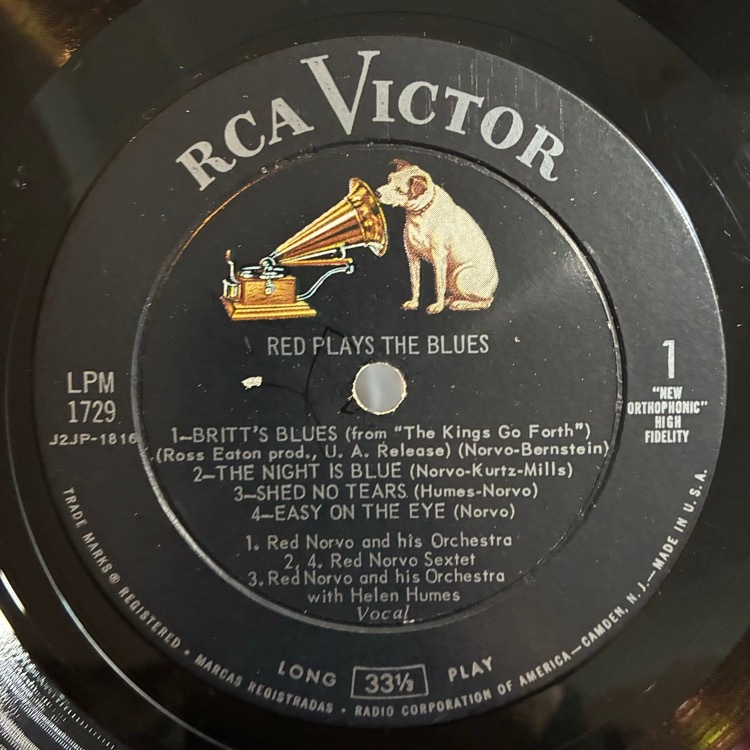 RCA VICTOR
RED PLAYS THE BLUES
LPM
1729
J2JP-1816
1
"NEW
ORTHOPHONIC"
HIGH
FIDELITY
1—BRITT'S BLUES (from "The Kings Go Forth")
(Ross Eaton prod., U. A. Release) (Norvo-Bernstein)
2—THE NIGHT IS BLUE (Norvo-Kurtz-Mills)
3—SHED NO TEARS (Humes-Norvo)
4—EASY ON THE EYE (Norvo)
1. Red Norvo and his Orchestra
2, 4. Red Norvo Sextet
3. Red Norvo and his Orchestra
with Helen Humes
Vocal
LONG 33⅓ PLAY
TRADE MARKS® REGISTERED • MARCAS REGISTRADAS • RADIO CORPORATION OF AMERICA—CAMDEN, N. J.—MADE IN U.S.A.